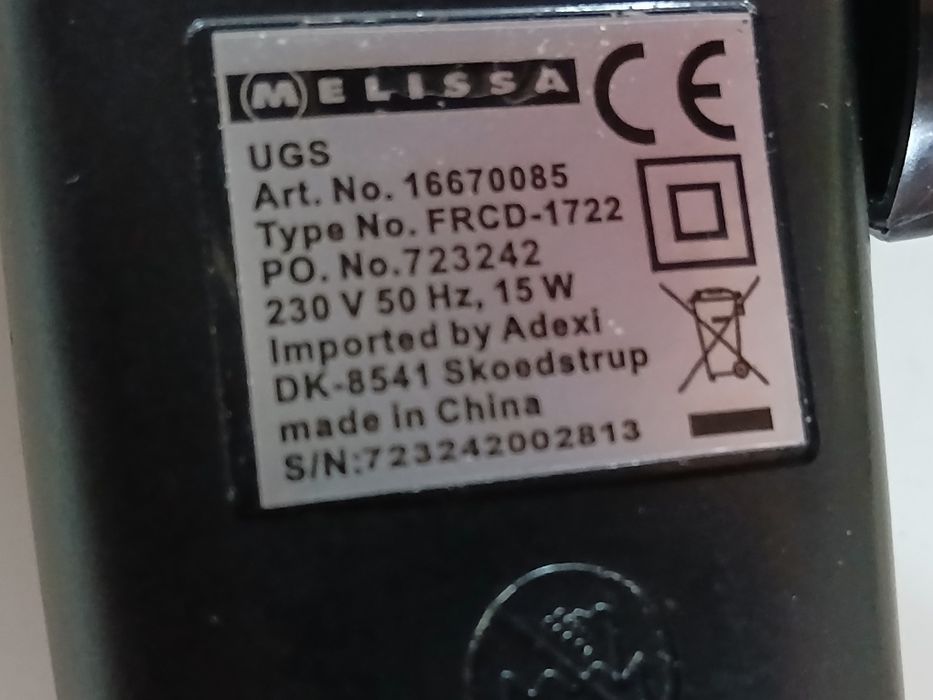 MELISSA CE
UGS
Art. No. 16670085
Type No. FRCD-1722
PO. No.723242
230 V 50 Hz, 15 W
Imported by Adexi
DK-8541 Skoedstrup
made in China
S/N:723242002813